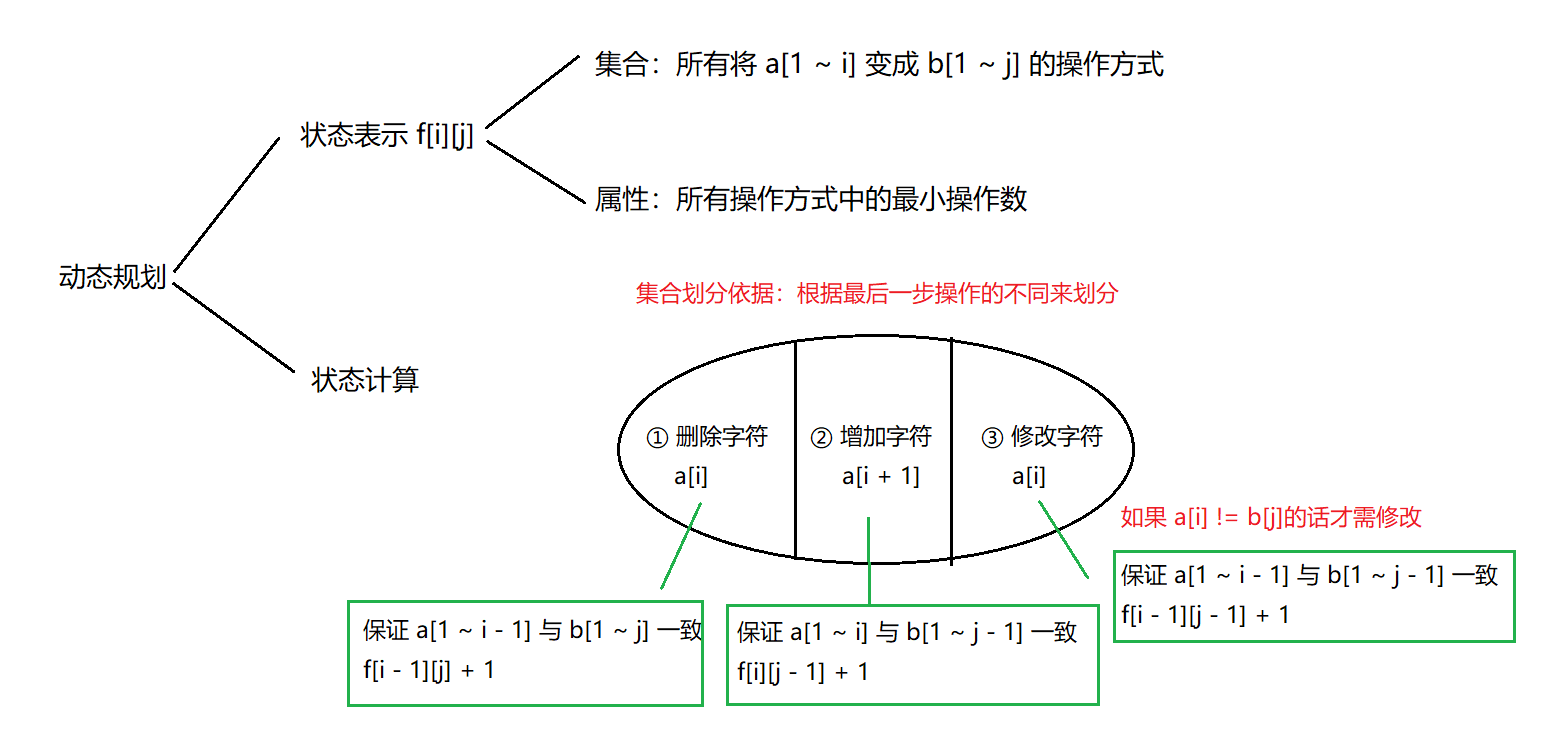 集合：所有将 a[1 ~ i] 变成 b[1 ~ j] 的操作方式
状态表示 f[i][j]
属性：所有操作方式中的最小操作数
动态规划
集合划分依据：根据最后一步操作的不同来划分
状态计算
① 删除字符
a[i]
② 增加字符
a[i + 1]
③ 修改字符
a[i]
如果 a[i] != b[j]的话才需修改
保证 a[1 ~ i - 1] 与 b[1 ~ j] 一致
f[i - 1][j] + 1
保证 a[1 ~ i] 与 b[1 ~ j - 1] 一致
f[i][j - 1] + 1
保证 a[1 ~ i - 1] 与 b[1 ~ j - 1] 一致
f[i - 1][j - 1] + 1